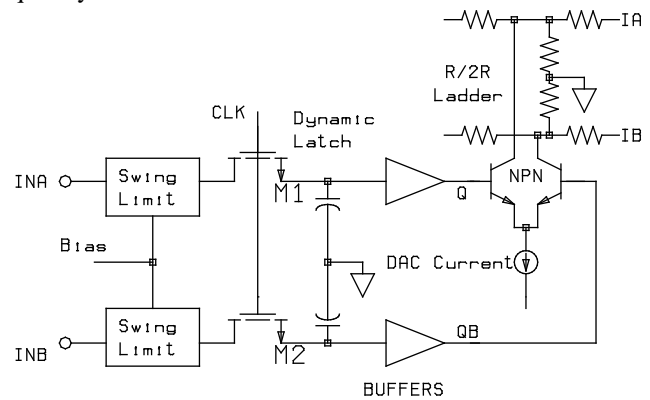 IA
R/2R
Ladder
CLK
Dynamic
Latch
IB
INA
Swing
Limit
M1
Q
NPN
Bias
DAC Current
INB
Swing
Limit
M2
QB
BUFFERS